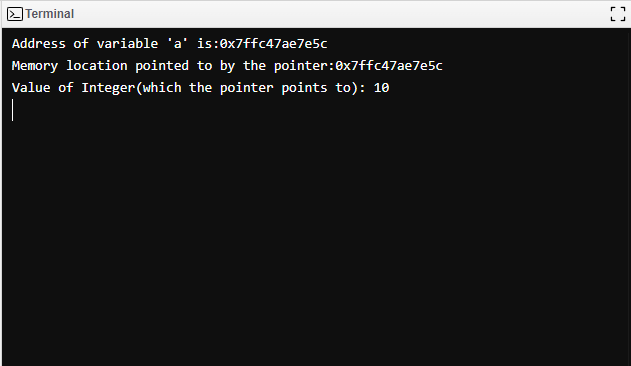 Terminal
Address of variable 'a' is:0x7ffc47ae7e5c
Memory location pointed to by the pointer:0x7ffc47ae7e5c
Value of Integer(which the pointer points to): 10